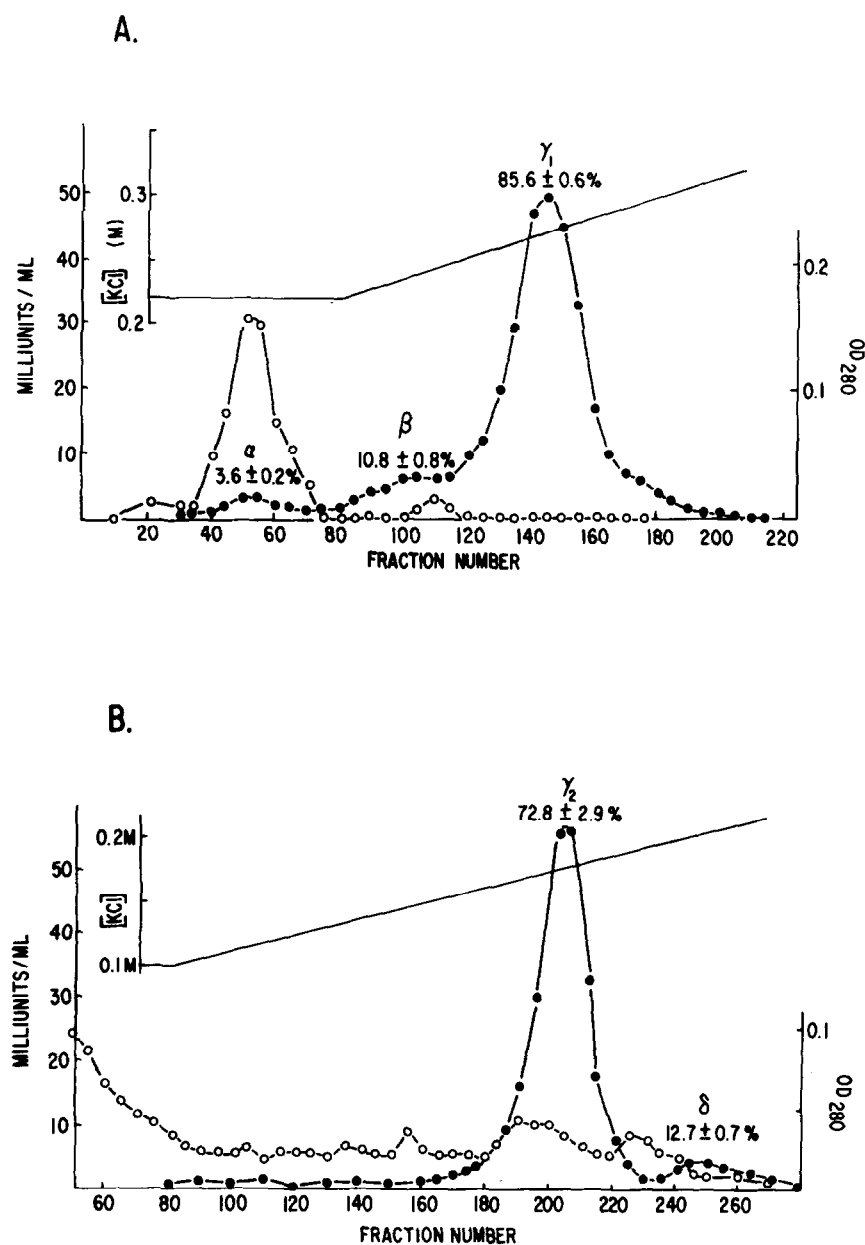 A.
γ₁
85.6 ± 0.6%
50
40
30
20
10
MILLIUNITS / ML
0.3
0.2
[KCl] (M)
α
3.6 ± 0.2%
β
10.8 ± 0.8%
0.2
0.1
OD₂₈₀
20 40 60 80 100 120 140 160 180 200 220
FRACTION NUMBER
B.
γ₂
72.8 ± 2.9%
50
40
30
20
10
MILLIUNITS/ML
0.2M
0.1M
[KCl]
δ
12.7 ± 0.7%
0.1
OD₂₈₀
60 80 100 120 140 160 180 200 220 240 260
FRACTION NUMBER